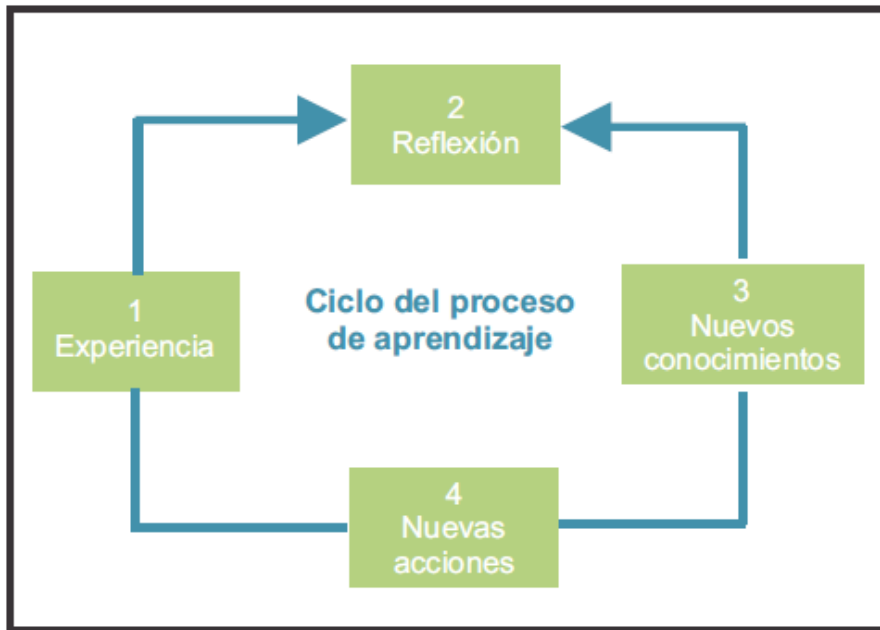 2
Reflexión
1
Experiencia
Ciclo del proceso
de aprendizaje
3
Nuevos
conocimientos
4
Nuevas
acciones